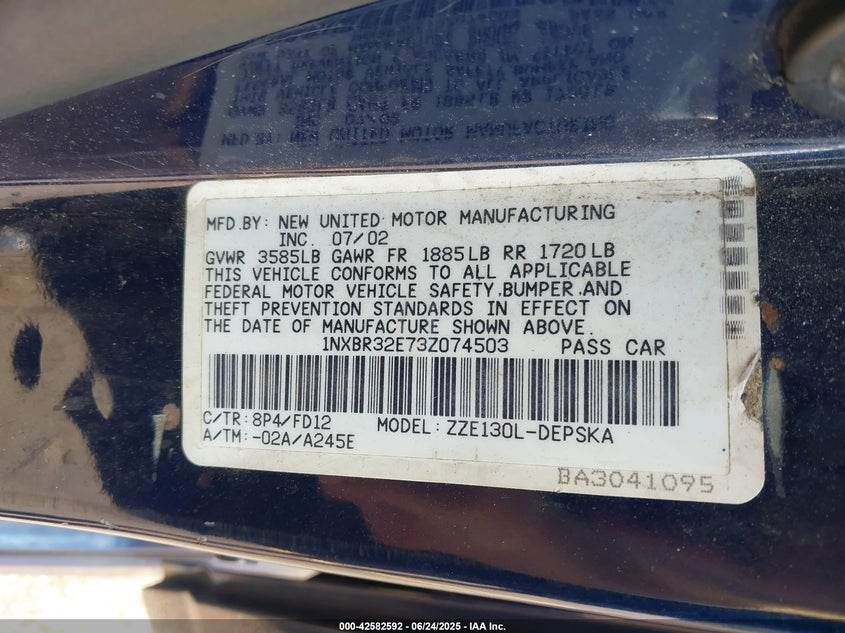 MFD.BY: NEW UNITED MOTOR MANUFACTURING
INC. 07/02
GVWR 3585LB GAWR FR 1885LB RR 1720LB
THIS VEHICLE CONFORMS TO ALL APPLICABLE
FEDERAL MOTOR VEHICLE SAFETY,BUMPER,AND
THEFT PREVENTION STANDARDS IN EFFECT ON
THE DATE OF MANUFACTURE SHOWN ABOVE.
1NXBR32E73Z074503 PASS CAR
C/TR: 8P4/FD12 MODEL: ZZE130L-DEPSKA
A/TM: -02A/A245E
BA3041095
000-42582592 - 06/24/2025 - IAA Inc.